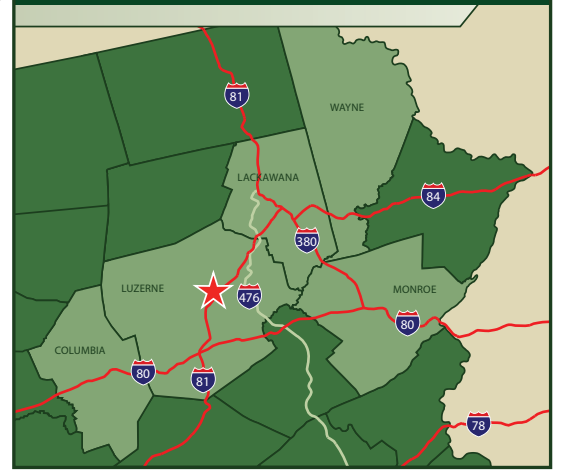 81
WAYNE
LACKAWANA
84
380
LUZERNE
476
MONROE
80
COLUMBIA
80
81
78